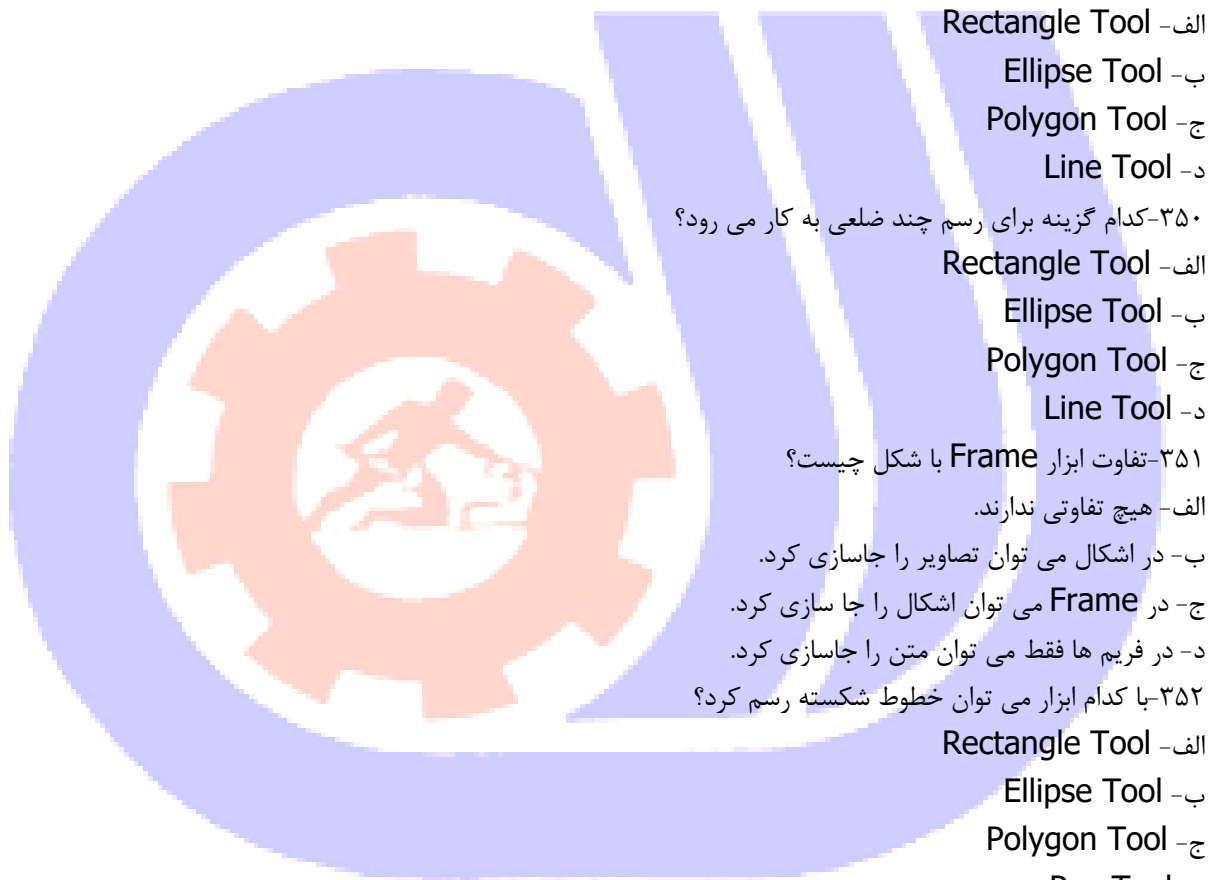 الف- Rectangle Tool
ب- Ellipse Tool
ج- Polygon Tool
د- Line Tool
۳۵۰-کدام گزینه برای رسم چند ضلعی به کار می رود؟
الف- Rectangle Tool
ب- Ellipse Tool
ج- Polygon Tool
د- Line Tool
۳۵۱-تفاوت ابزار Frame با شکل چیست؟
الف- هیچ تفاوتی ندارند.
ب- در اشکال می توان تصاویر را جاسازی کرد.
ج- در Frame می توان اشکال را جا سازی کرد.
د- در فریم ها فقط می توان متن را جاسازی کرد.
۳۵۲-با کدام ابزار می توان خطوط شکسته رسم کرد؟
الف- Rectangle Tool
ب- Ellipse Tool
ج- Polygon Tool